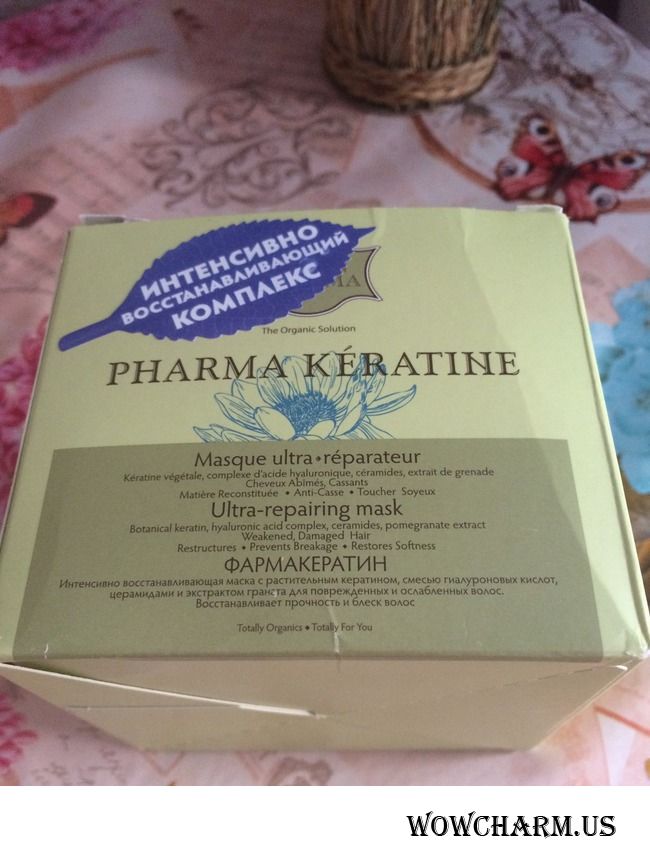 ИНТЕНСИВНО
ВОССТАНАВЛИВАЮЩИЙ
КОМПЛЕКС
The Organic Solution
PHARMA KÉRATINE
Masque ultra•réparateur
Kératine végétale, complexe d'acide hyaluronique, céramides, extrait de grenade
Cheveux Abîmés, Cassants
Matière Reconstituée • Anti-Casse • Toucher Soyeux
Ultra-repairing mask
Botanical keratin, hyaluronic acid complex, ceramides, pomegranate extract
Weakened, Damaged Hair
Restructures • Prevents Breakage • Restores Softness
ФАРМАКЕРАТИН
Интенсивно восстанавливающая маска с растительным кератином, смесью гиалуроновых кислот,
церамидами и экстрактом граната для поврежденных и ослабленных волос.
Восстанавливает прочность и блеск волос
Totally Organics • Totally For You
WOWCHARM.US